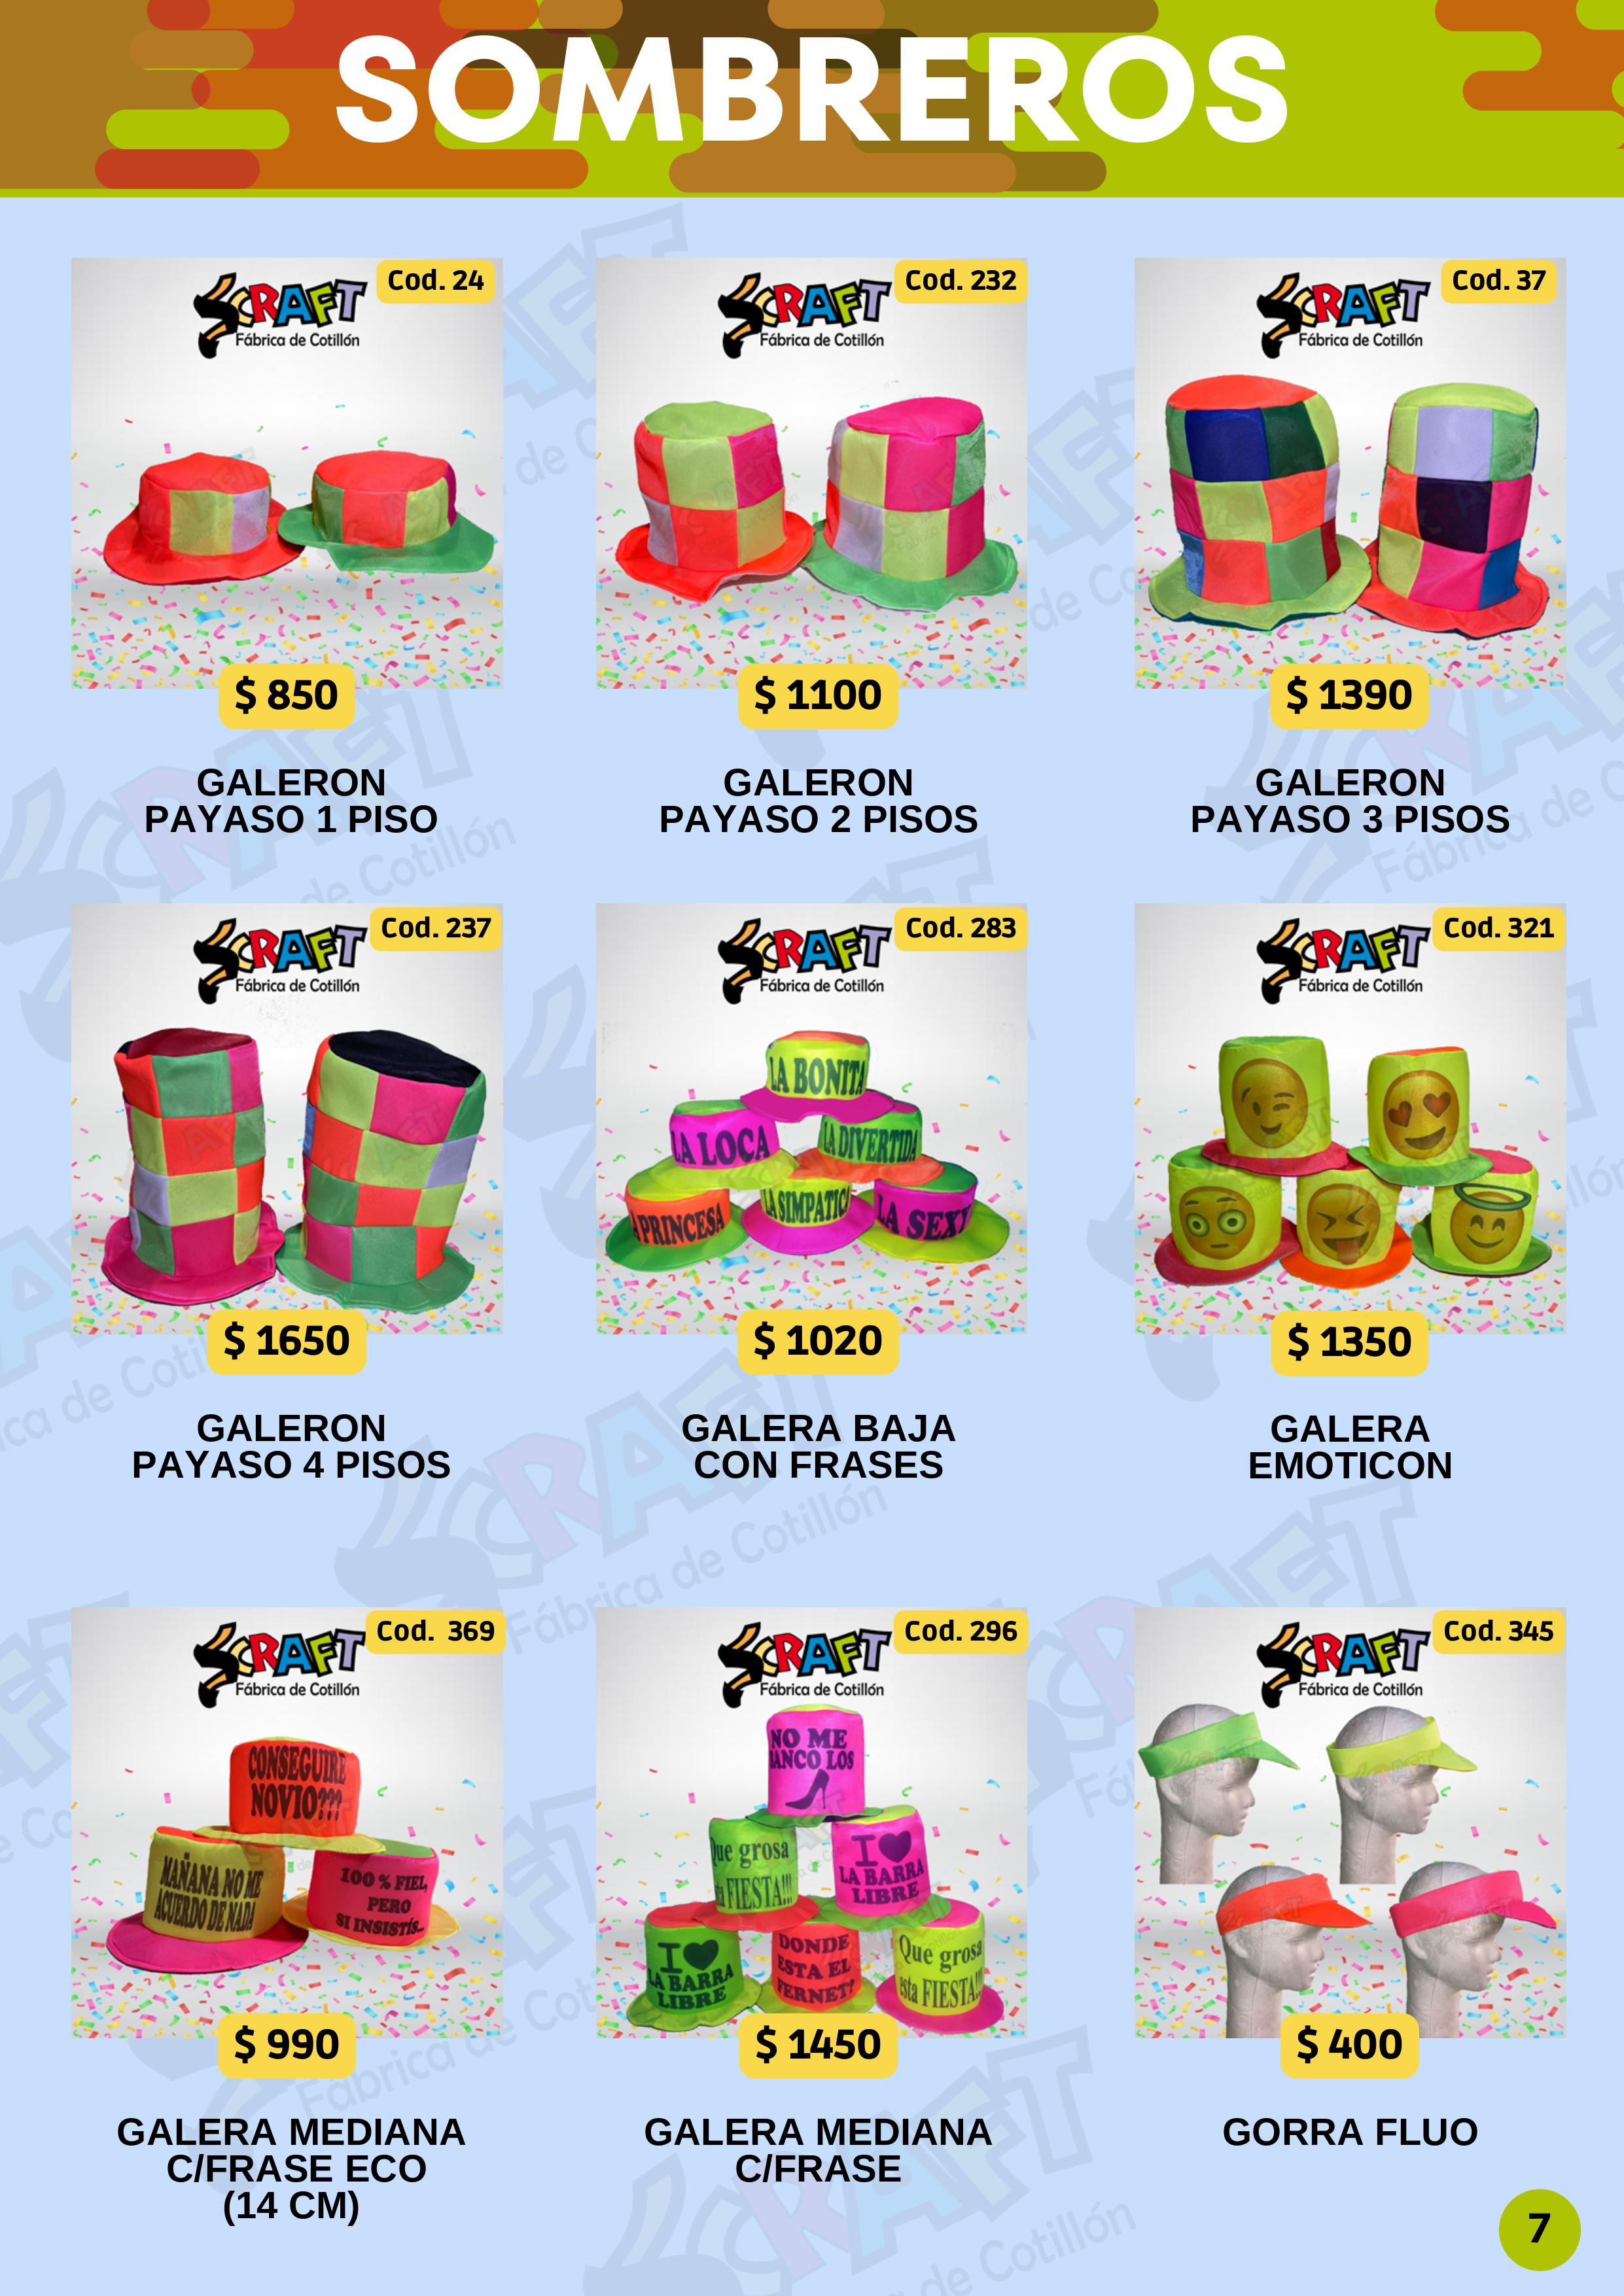 SOMBREROS
Cod. 24
SCRAFT
Fábrica de Cotillón
$ 850
GALERON
PAYASO 1 PISO
Cod. 232
SCRAFT
Fábrica de Cotillón
$ 1100
GALERON
PAYASO 2 PISOS
Cod. 37
SCRAFT
Fábrica de Cotillón
$ 1390
GALERON
PAYASO 3 PISOS
Cod. 237
SCRAFT
Fábrica de Cotillón
$ 1650
GALERON
PAYASO 4 PISOS
Cod. 283
SCRAFT
Fábrica de Cotillón
LA BONITA
LA LOCA
LA DIVERTIDA
PRINCESA
LA SIMPATIC
LA SEXY
$ 1020
GALERA BAJA
CON FRASES
Cod. 321
SCRAFT
Fábrica de Cotillón
$ 1350
GALERA
EMOTICON
Cod. 369
SCRAFT
Fábrica de Cotillón
CONSEGUIRE
NOVIO???
MAÑANA NO ME
ACUERDO DE NADA
100 % FIEL,
PERO
SI INSISTÍS...
$ 990
GALERA MEDIANA
C/FRASE ECO
(14 CM)
Cod. 296
SCRAFT
Fábrica de Cotillón
NO ME
BANCO LOS
Que grosa
esta FIESTA!!!
I
LA BARRA
LIBRE
I
LA BARRA
LIBRE
DONDE
ESTA EL
FERNET?
Que grosa
esta FIESTA!!!
$ 1450
GALERA MEDIANA
C/FRASE
Cod. 345
SCRAFT
Fábrica de Cotillón
$ 400
GORRA FLUO
7